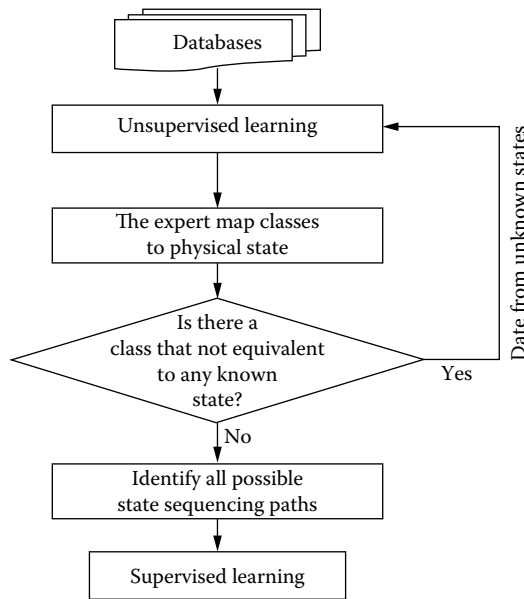 Databases
Unsupervised learning
The expert map classes
to physical state
Is there a
class that not equivalent
to any known
state?
Yes
Date from unknown states
No
Identify all possible
state sequencing paths
Supervised learning